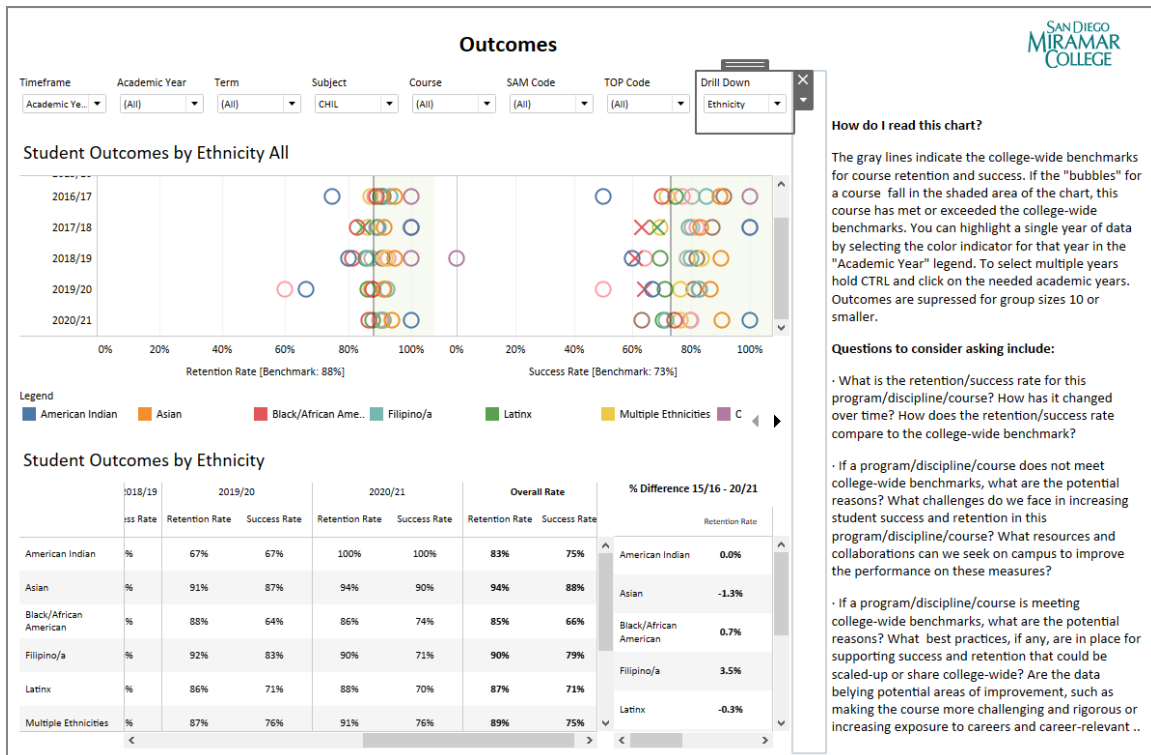 Outcomes
SAN DIEGO
MIRAMAR
COLLEGE
Timeframe
Academic Year
Term
Subject
Course
SAM Code
TOP Code
Drill Down
Academic Ye...
(All)
(All)
CHIL
(All)
(All)
(All)
Ethnicity
Student Outcomes by Ethnicity All
2016/17
2017/18
2018/19
2019/20
2020/21
0% 20% 40% 60% 80% 100% 0% 20% 40% 60% 80% 100%
Retention Rate [Benchmark: 88%]
Success Rate [Benchmark: 73%]
Legend
American Indian
Asian
Black/African Ame..
Filipino/a
Latinx
Multiple Ethnicities
Student Outcomes by Ethnicity
2018/19 2019/20 2020/21 Overall Rate
ess Rate Retention Rate Success Rate Retention Rate Success Rate Retention Rate Success Rate
American Indian % 67% 67% 100% 100% 83% 75%
Asian % 91% 87% 94% 90% 94% 88%
Black/African
American % 88% 64% 86% 74% 85% 66%
Filipino/a % 92% 83% 90% 71% 90% 79%
Latinx % 86% 71% 88% 70% 87% 71%
Multiple Ethnicities % 87% 76% 91% 76% 89% 75%
% Difference 15/16 - 20/21
Retention Rate
American Indian 0.0%
Asian -1.3%
Black/African
American 0.7%
Filipino/a 3.5%
Latinx -0.3%
How do I read this chart?
The gray lines indicate the college-wide benchmarks
for course retention and success. If the "bubbles" for
a course fall in the shaded area of the chart, this
course has met or exceeded the college-wide
benchmarks. You can highlight a single year of data
by selecting the color indicator for that year in the
"Academic Year" legend. To select multiple years
hold CTRL and click on the needed academic years.
Outcomes are supressed for group sizes 10 or
smaller.
Questions to consider asking include:
· What is the retention/success rate for this
program/discipline/course? How has it changed
over time? How does the retention/success rate
compare to the college-wide benchmark?
· If a program/discipline/course does not meet
college-wide benchmarks, what are the potential
reasons? What challenges do we face in increasing
student success and retention in this
program/discipline/course? What resources and
collaborations can we seek on campus to improve
the performance on these measures?
· If a program/discipline/course is meeting
college-wide benchmarks, what are the potential
reasons? What best practices, if any, are in place for
supporting success and retention that could be
scaled-up or share college-wide? Are the data
belying potential areas of improvement, such as
making the course more challenging and rigorous or
increasing exposure to careers and career-relevant ..